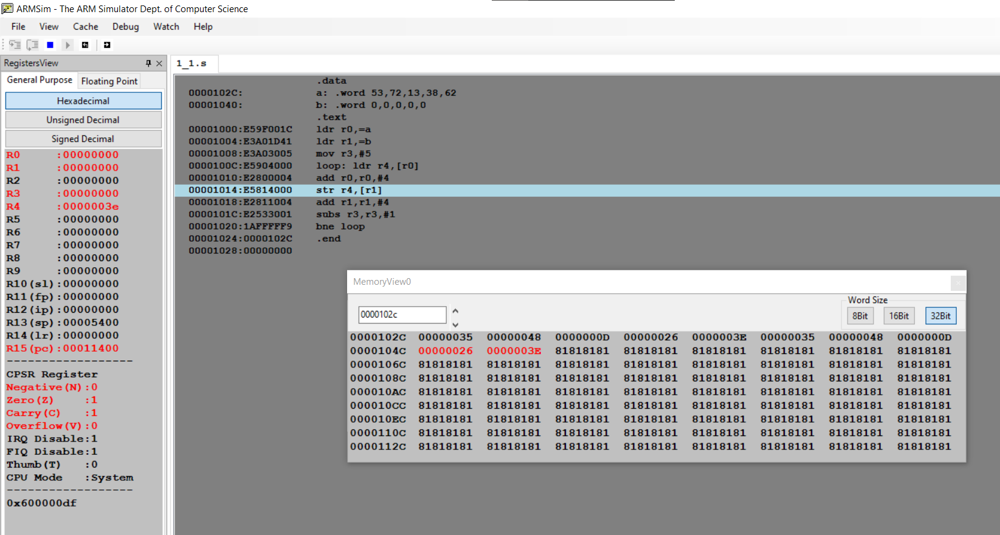 ARMSim - The ARM Simulator Dept. of Computer Science
File View Cache Debug Watch Help
RegistersView
General Purpose Floating Point
Hexadecimal
Unsigned Decimal
Signed Decimal
R0 :00000000
R1 :00000000
R2 :00000000
R3 :00000000
R4 :0000003e
R5 :00000000
R6 :00000000
R7 :00000000
R8 :00000000
R9 :00000000
R10(sl):00000000
R11(fp):00000000
R12(ip):00000000
R13(sp):00005400
R14(lr):00000000
R15(pc):00011400
------------------
CPSR Register
Negative(N):0
Zero(Z) :1
Carry(C) :1
Overflow(V):0
IRQ Disable:1
FIQ Disable:1
Thumb(T) :0
CPU Mode :System
------------------
0x600000df
1_1.s
.data
0000102C: a: .word 53,72,13,38,62
00001040: b: .word 0,0,0,0,0
.text
00001000:E59F001C ldr r0,=a
00001004:E3A01D41 ldr r1,=b
00001008:E3A03005 mov r3,#5
0000100C:E5904000 loop: ldr r4,[r0]
00001010:E2800004 add r0,r0,#4
00001014:E5814000 str r4,[r1]
00001018:E2811004 add r1,r1,#4
0000101C:E2533001 subs r3,r3,#1
00001020:1AFFFFF9 bne loop
00001024:0000102C .end
00001028:00000000
MemoryView0
0000102c
Word Size
8Bit 16Bit 32Bit
0000102C 00000035 00000048 0000000D 00000026 0000003E 00000035 00000048 0000000D
0000104C 00000026 0000003E 81818181 81818181 81818181 81818181 81818181 81818181
0000106C 81818181 81818181 81818181 81818181 81818181 81818181 81818181 81818181
0000108C 81818181 81818181 81818181 81818181 81818181 81818181 81818181 81818181
000010AC 81818181 81818181 81818181 81818181 81818181 81818181 81818181 81818181
000010CC 81818181 81818181 81818181 81818181 81818181 81818181 81818181 81818181
000010EC 81818181 81818181 81818181 81818181 81818181 81818181 81818181 81818181
0000110C 81818181 81818181 81818181 81818181 81818181 81818181 81818181 81818181
0000112C 81818181 81818181 81818181 81818181 81818181 81818181 81818181 81818181